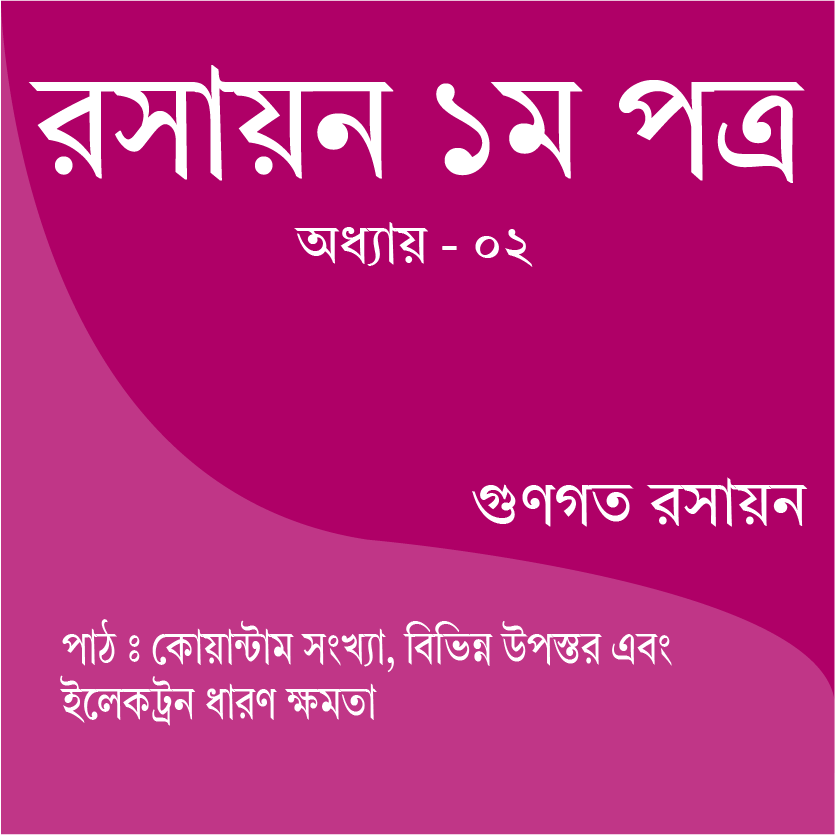 রসায়ন ১ম পত্র
অধ্যায় - ০২
গুণগত রসায়ন
পাঠ ঃ কোয়ান্টাম সংখ্যা, বিভিন্ন উপস্তর এবং
ইলেকট্রন ধারণ ক্ষমতা